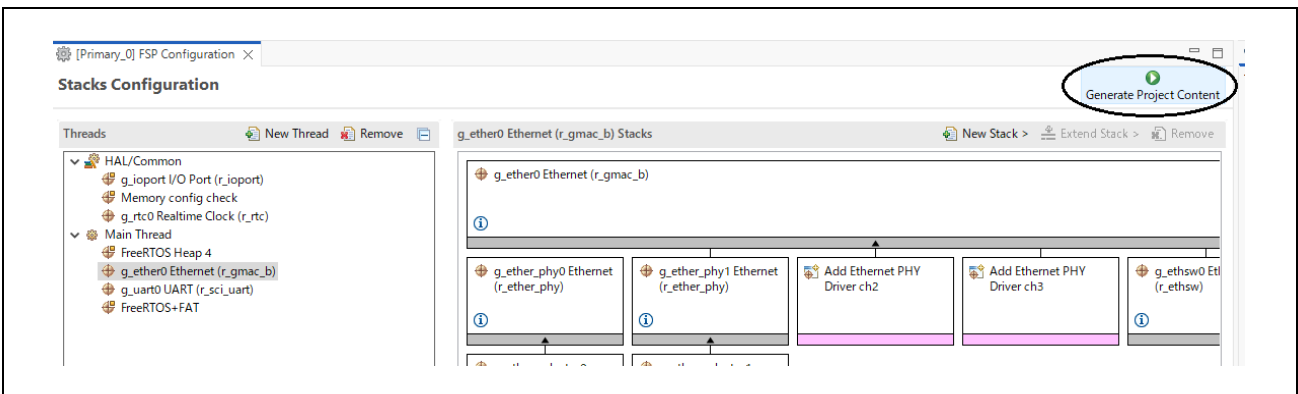 [Primary_0] FSP Configuration
Stacks Configuration
Generate Project Content
Threads
New Thread
Remove
g_ether0 Ethernet (r_gmac_b) Stacks
New Stack >
Extend Stack >
Remove
HAL/Common
g_ioport I/O Port (r_ioport)
Memory config check
g_rtc0 Realtime Clock (r_rtc)
Main Thread
FreeRTOS Heap 4
g_ether0 Ethernet (r_gmac_b)
g_uart0 UART (r_sci_uart)
FreeRTOS+FAT
g_ether0 Ethernet (r_gmac_b)
g_ether_phy0 Ethernet
(r_ether_phy)
g_ether_phy1 Ethernet
(r_ether_phy)
Add Ethernet PHY
Driver ch2
Add Ethernet PHY
Driver ch3
g_ethsw0 Etl
(r_ethsw)